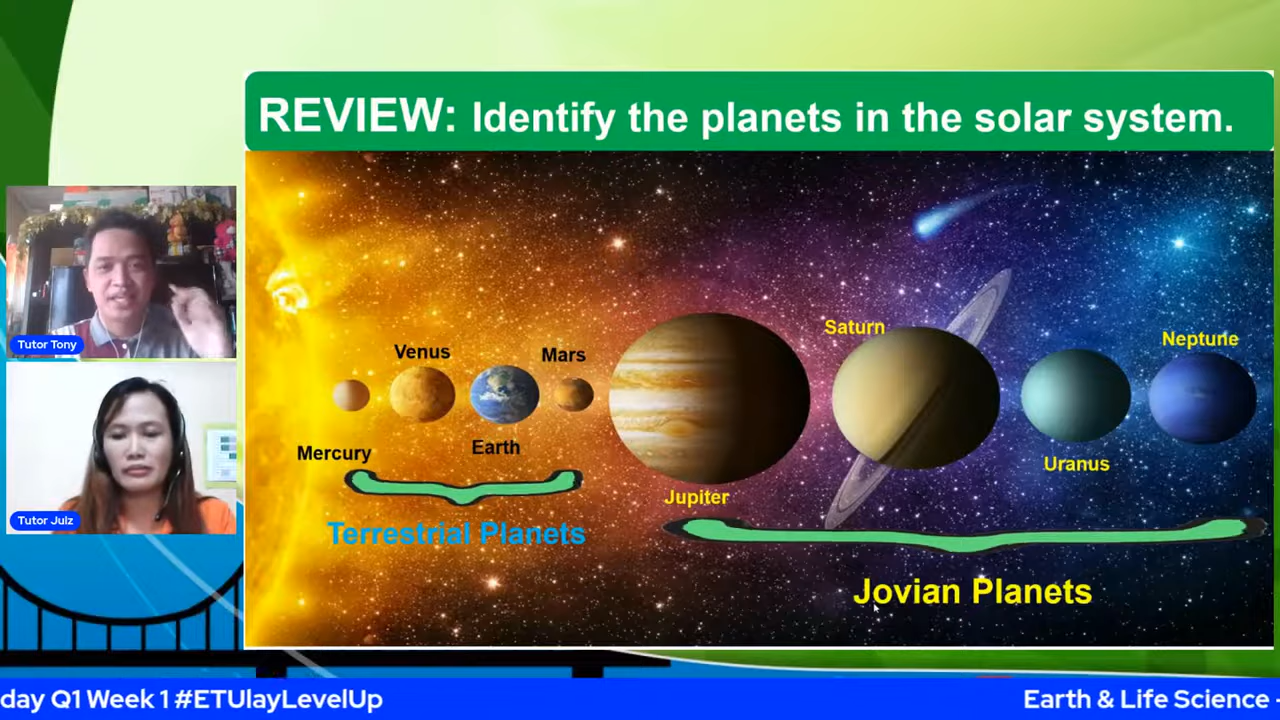 REVIEW: Identify the planets in the solar system.
Tutor Tony
Tutor Julz
Mercury
Venus
Earth
Mars
Jupiter
Saturn
Uranus
Neptune
Terrestrial Planets
Jovian Planets
day Q1 Week 1 #ETUlayLevelUp
Earth & Life Science -